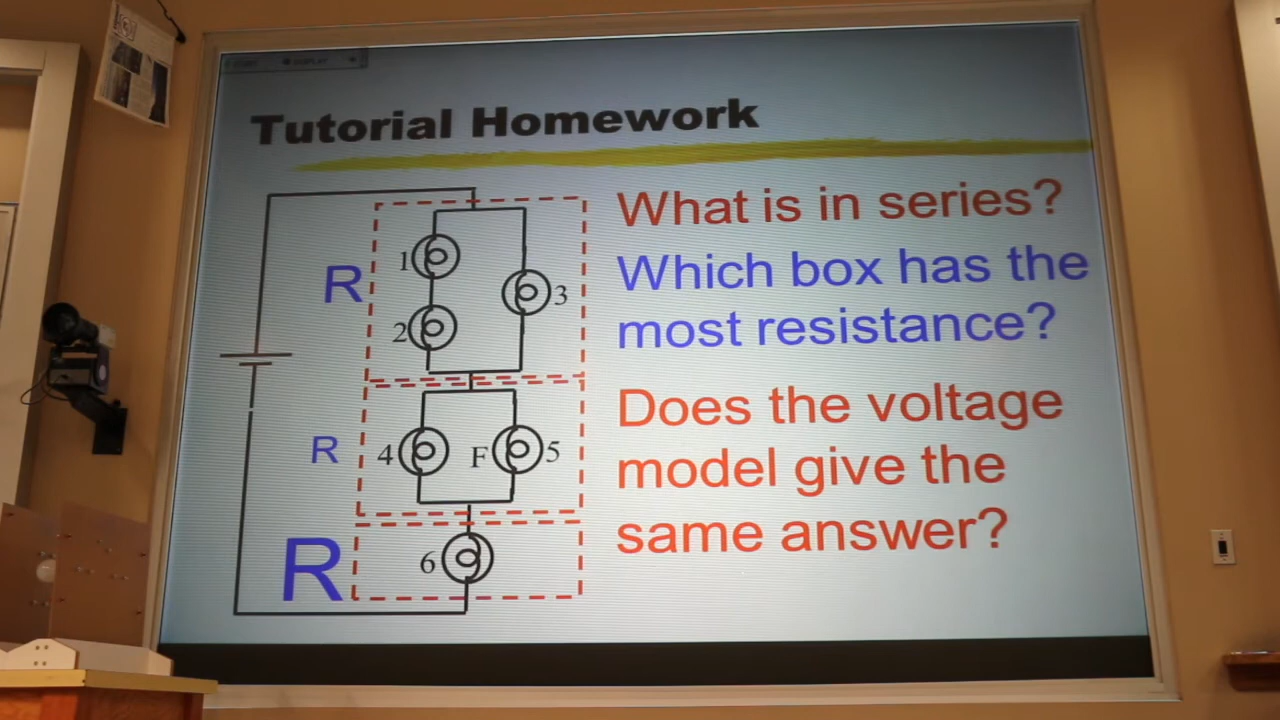 Tutorial Homework
What is in series?
Which box has the
most resistance?
Does the voltage
model give the
same answer?
R
1
2
3
R
4
F
5
R
6